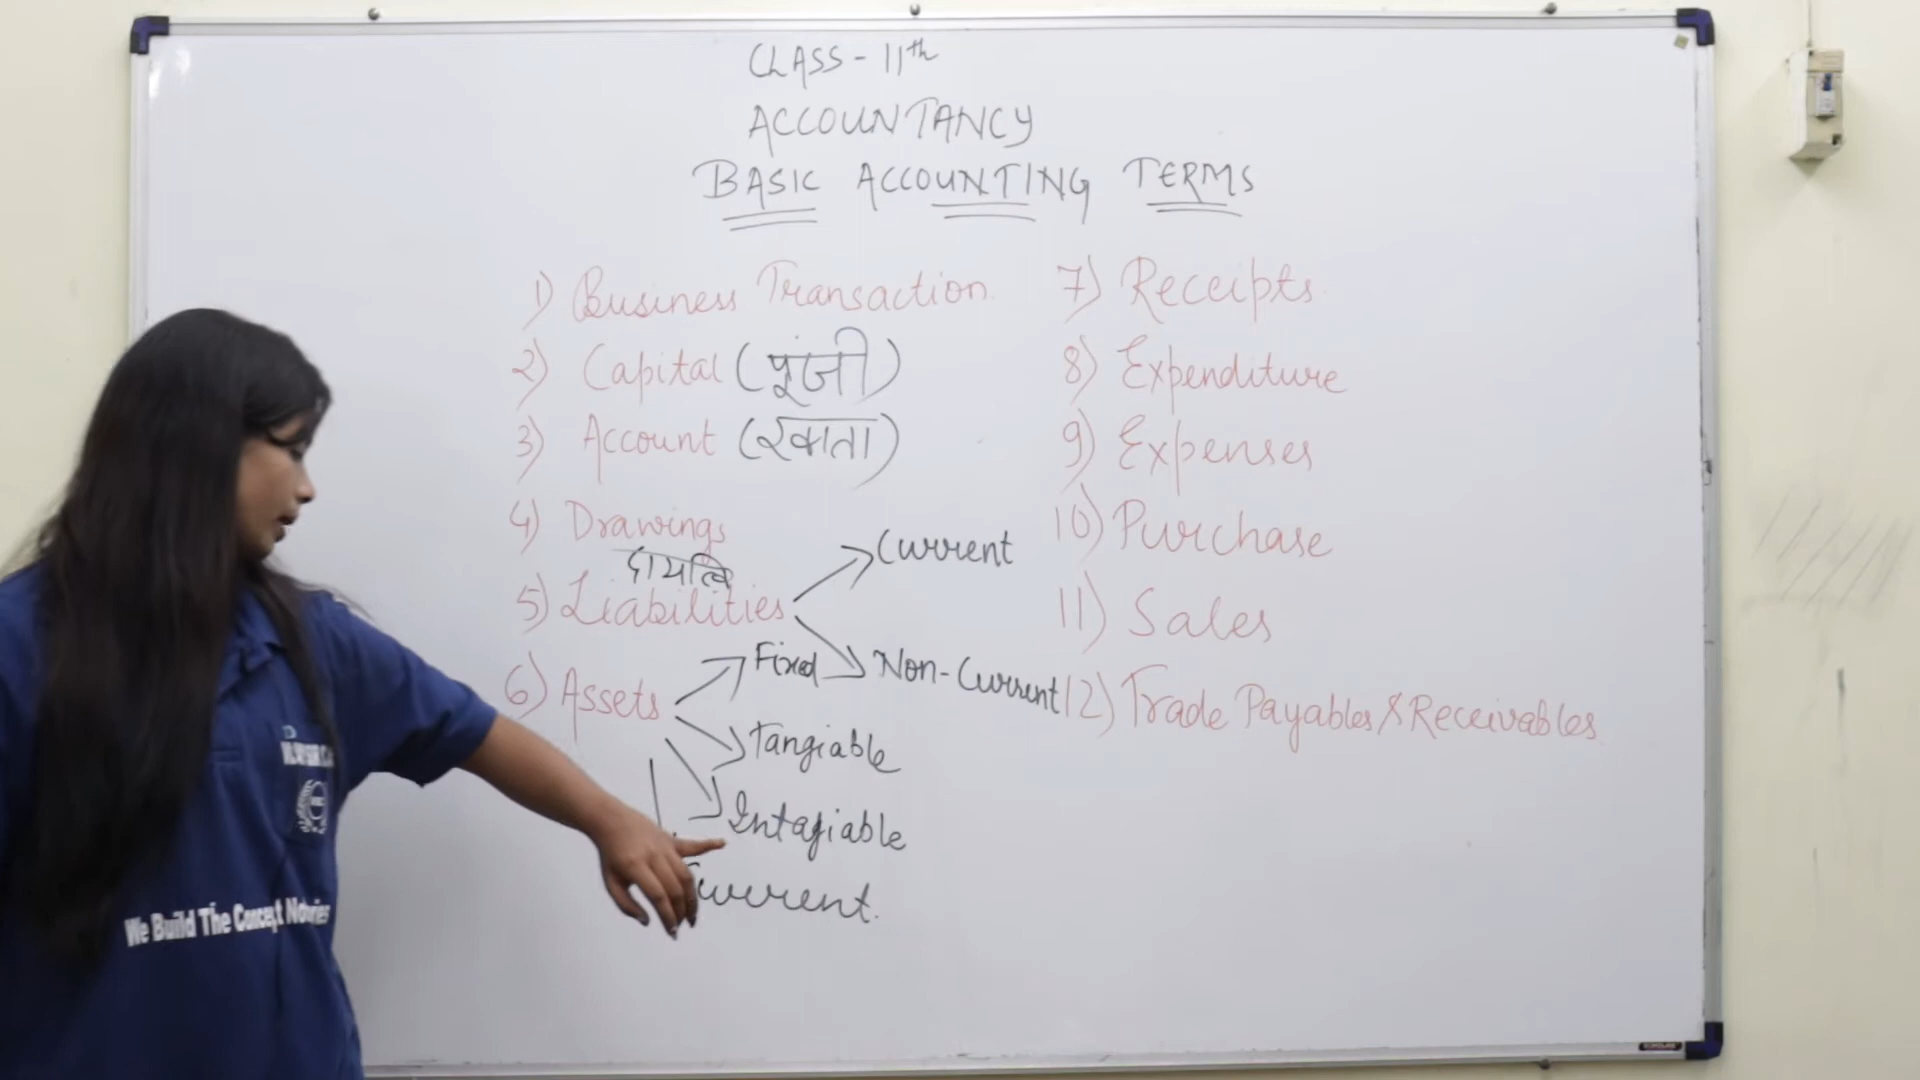 CLASS - 11th
ACCOUNTANCY
BASIC ACCOUNTING TERMS
1) Business Transaction
2) Capital (पूंजी)
3) Account (खाता)
4) Drawings
दायित्व
5) Liabilities
Current
Non-Current
6) Assets
Fixed
Tangiable
Intagiable
Current.
7) Receipts
8) Expenditure
9) Expenses
10) Purchase
11) Sales
12) Trade Payables & Receivables
We Build The Concept Not